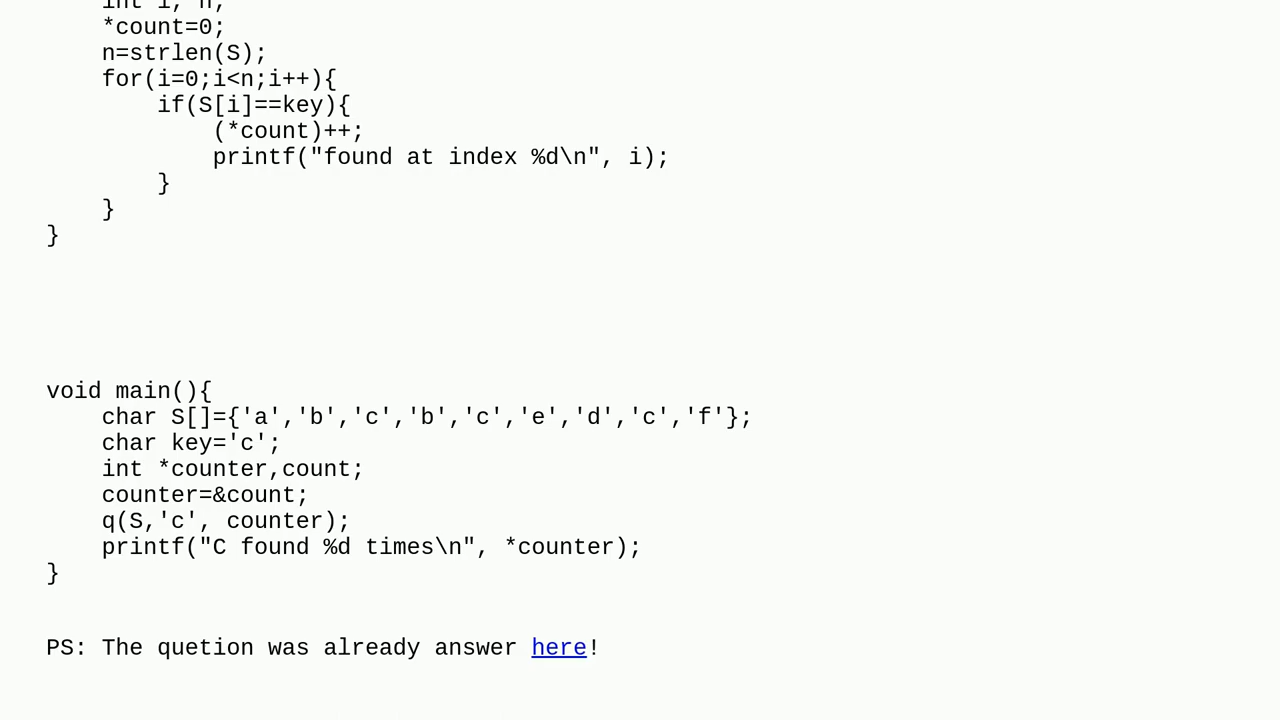 int i, n;
*count=0;
n=strlen(S);
for(i=0;i<n;i++){
if(S[i]==key){
(*count)++;
printf("found at index %d\n", i);
}
}
}
void main(){
char S[]={'a','b','c','b','c','e','d','c','f'};
char key='c';
int *counter,count;
counter=&count;
q(S,'c', counter);
printf("C found %d times\n", *counter);
}
PS: The quetion was already answer here!